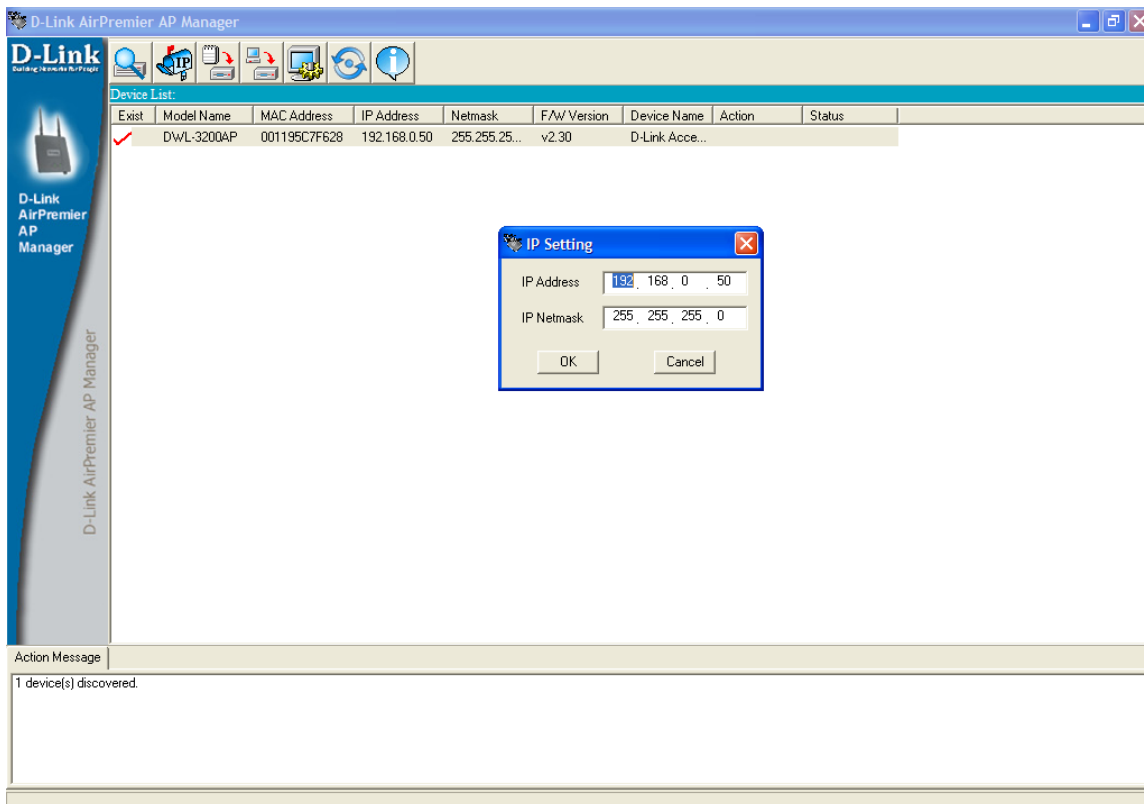 D-Link AirPremier AP Manager
D-Link
Building Networks for People
IP
Device List:
Exist Model Name MAC Address IP Address Netmask F/W Version Device Name Action Status
DWL-3200AP 001195C7F628 192.168.0.50 255.255.25... v2.30 D-Link Acce...
D-Link
AirPremier
AP
Manager
D-Link AirPremier AP Manager
IP Setting
IP Address 192 . 168 . 0 . 50
IP Netmask 255 . 255 . 255 . 0
OK Cancel
Action Message
1 device(s) discovered.